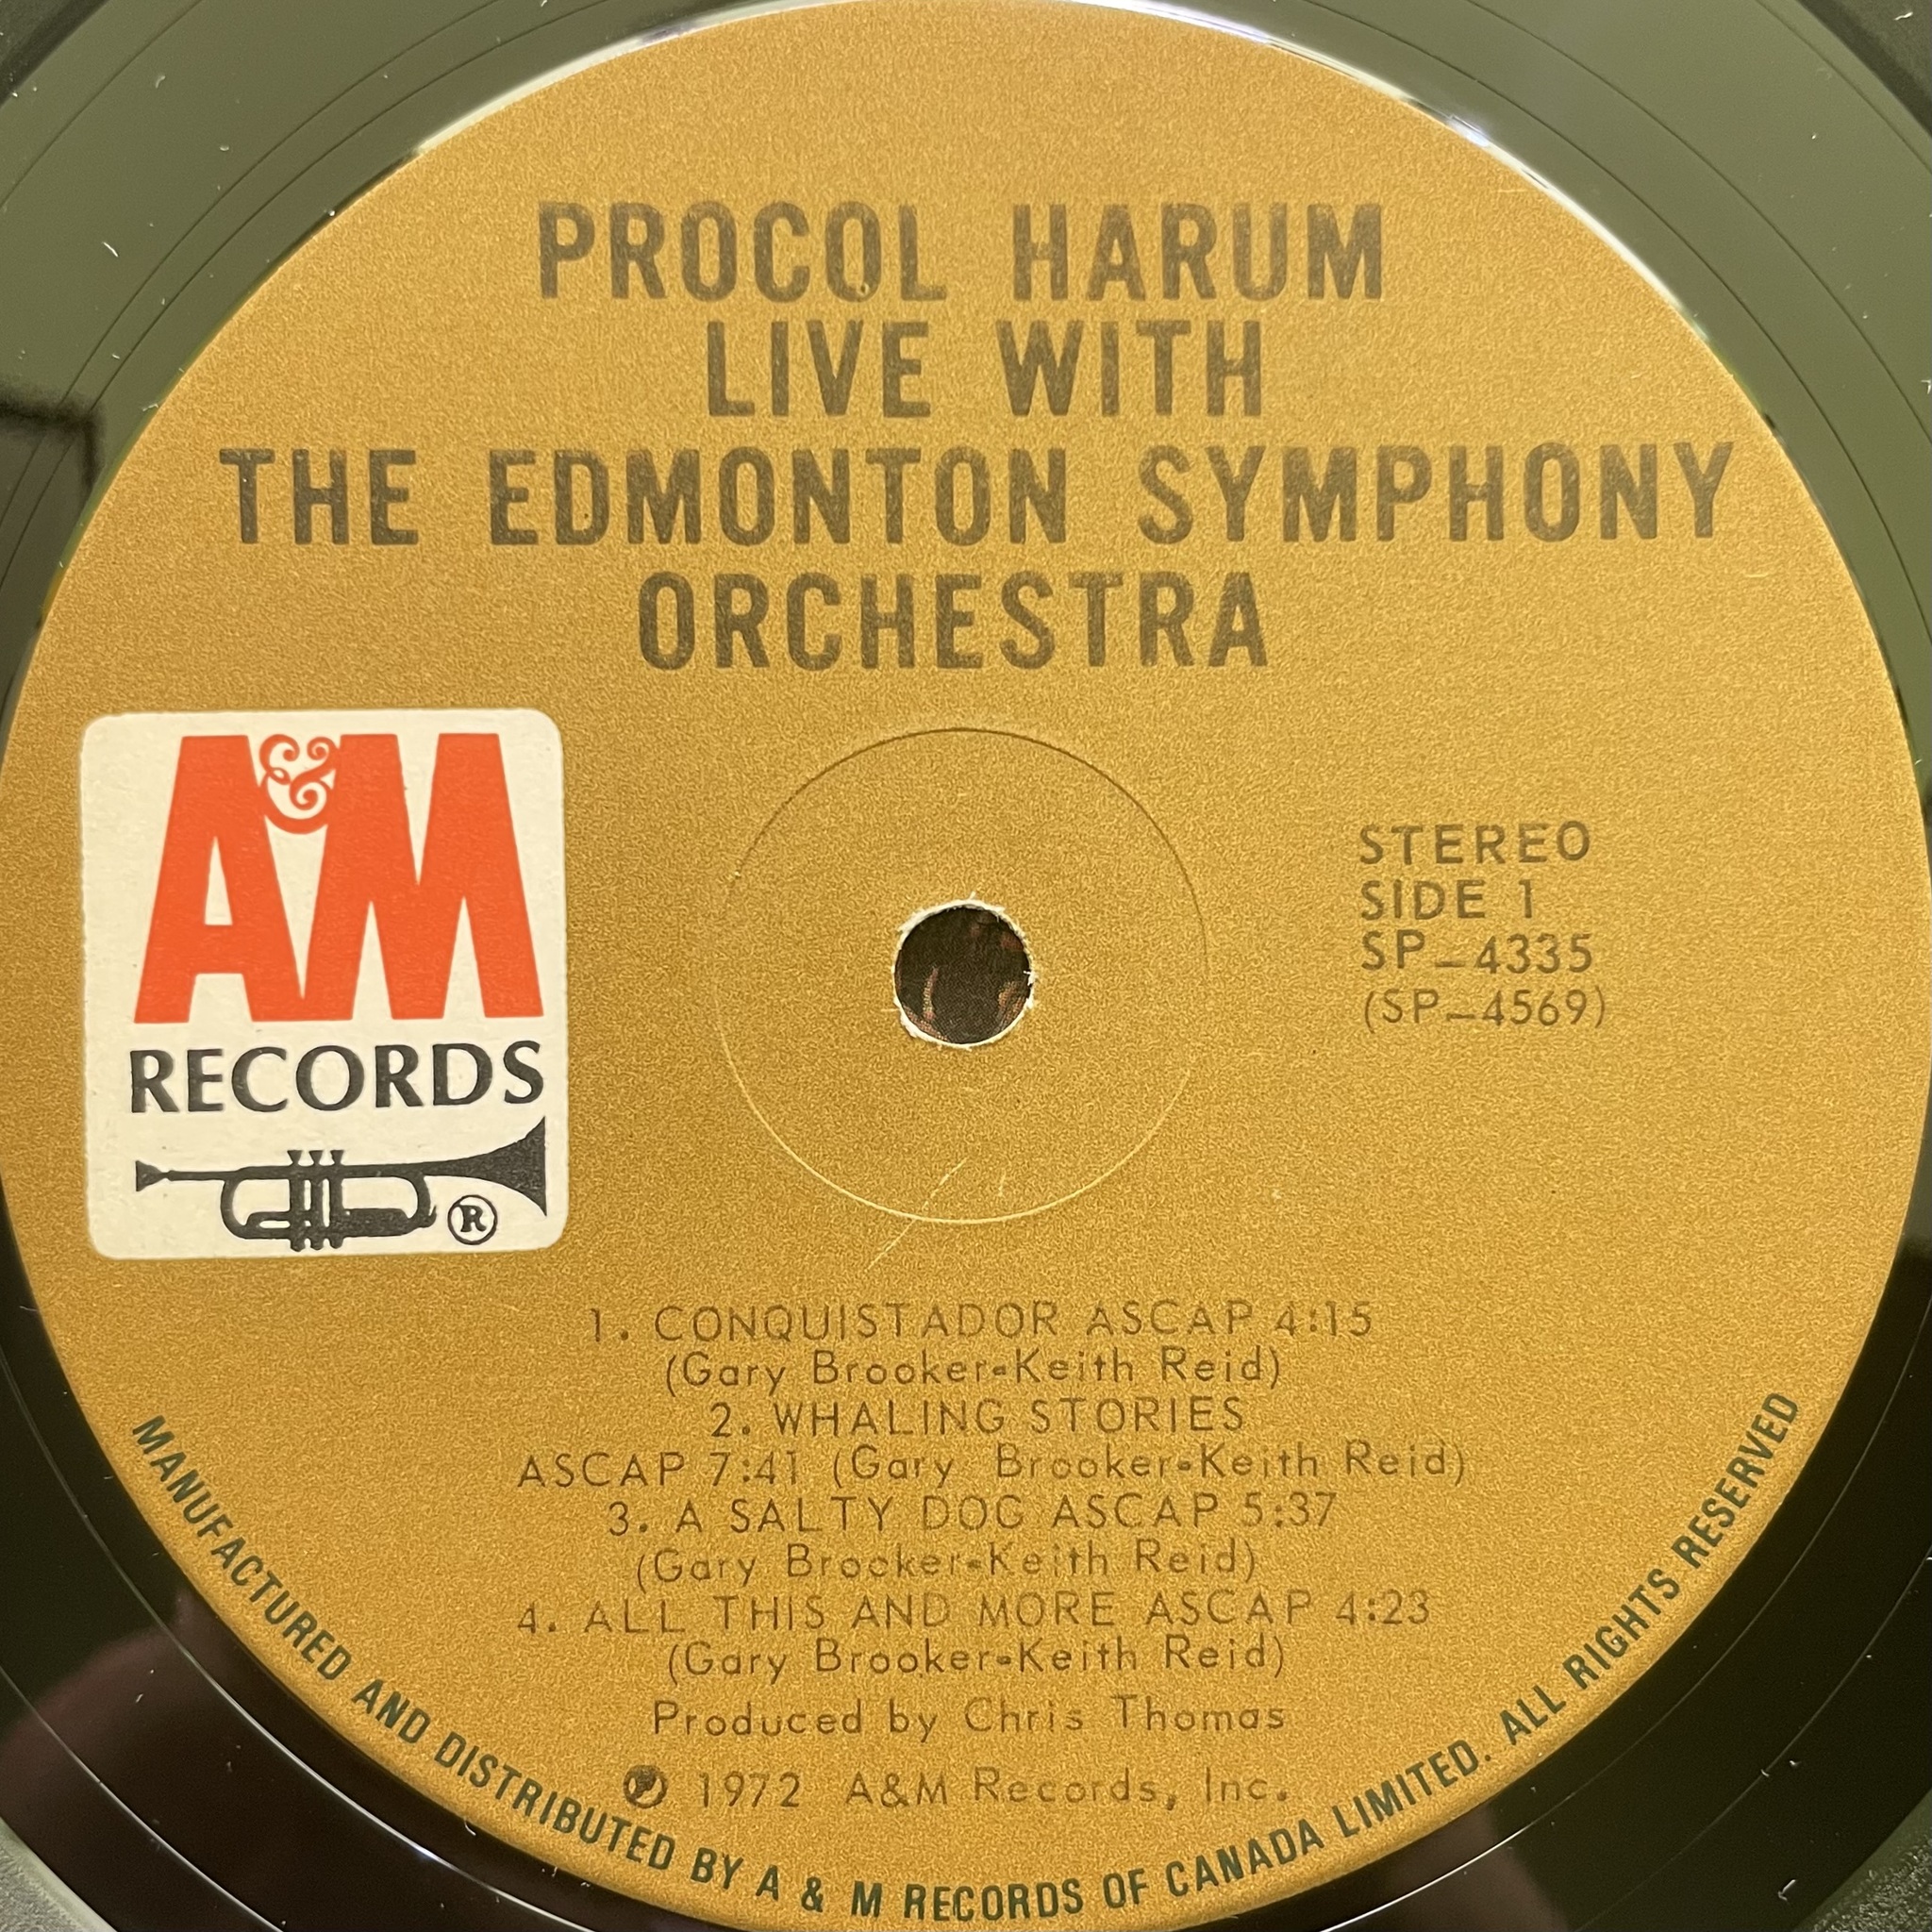 PROCOL HARUM
LIVE WITH
THE EDMONTON SYMPHONY
ORCHESTRA
A&M
RECORDS
®
STEREO
SIDE 1
SP-4335
(SP-4569)
1. CONQUISTADOR ASCAP 4:15
(Gary Brooker-Keith Reid)
2. WHALING STORIES
ASCAP 7:41 (Gary Brooker-Keith Reid)
3. A SALTY DOG ASCAP 5:37
(Gary Brooker-Keith Reid)
4. ALL THIS AND MORE ASCAP 4:23
(Gary Brooker-Keith Reid)
Produced by Chris Thomas
℗ 1972 A&M Records, Inc.
MANUFACTURED AND DISTRIBUTED BY A & M RECORDS OF CANADA LIMITED. ALL RIGHTS RESERVED